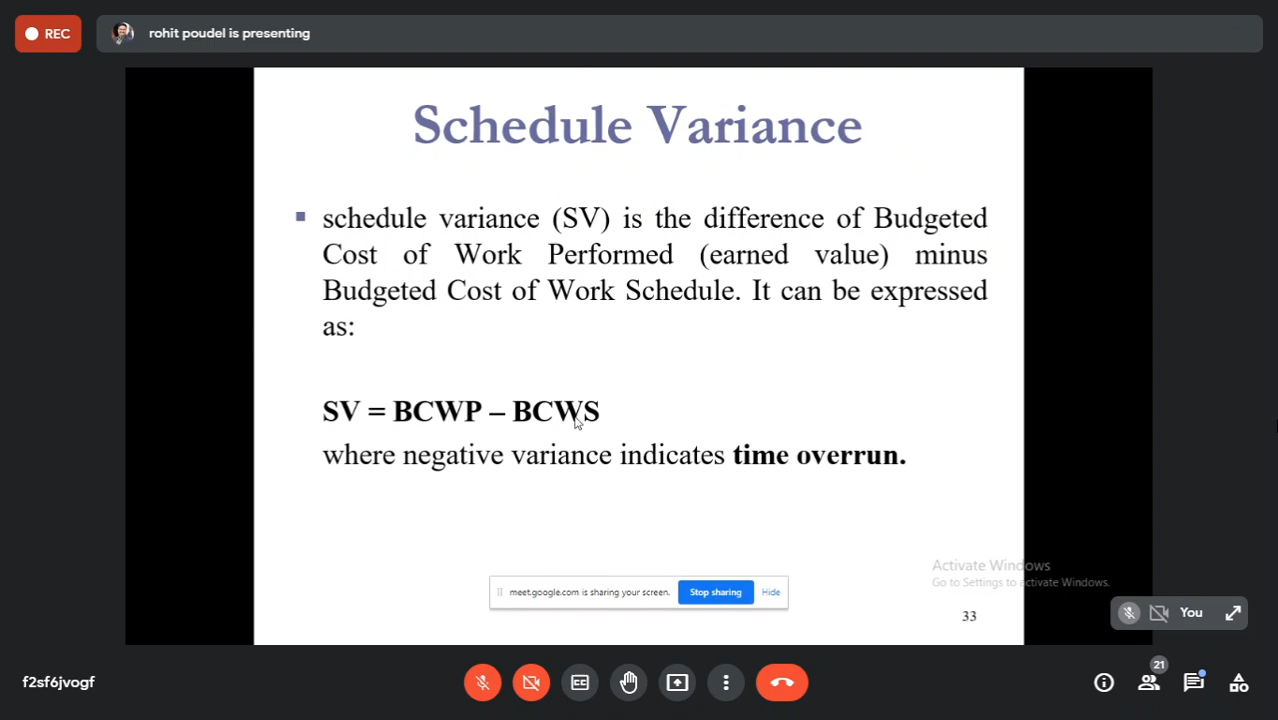 REC
rohit poudel is presenting
Schedule Variance
schedule variance (SV) is the difference of Budgeted
Cost of Work Performed (earned value) minus
Budgeted Cost of Work Schedule. It can be expressed
as:
SV = BCWP – BCWS
where negative variance indicates time overrun.
Activate Windows
Go to Settings to activate Windows.
meet.google.com is sharing your screen. Stop sharing Hide
33
You
21
f2sf6jvogf
CC